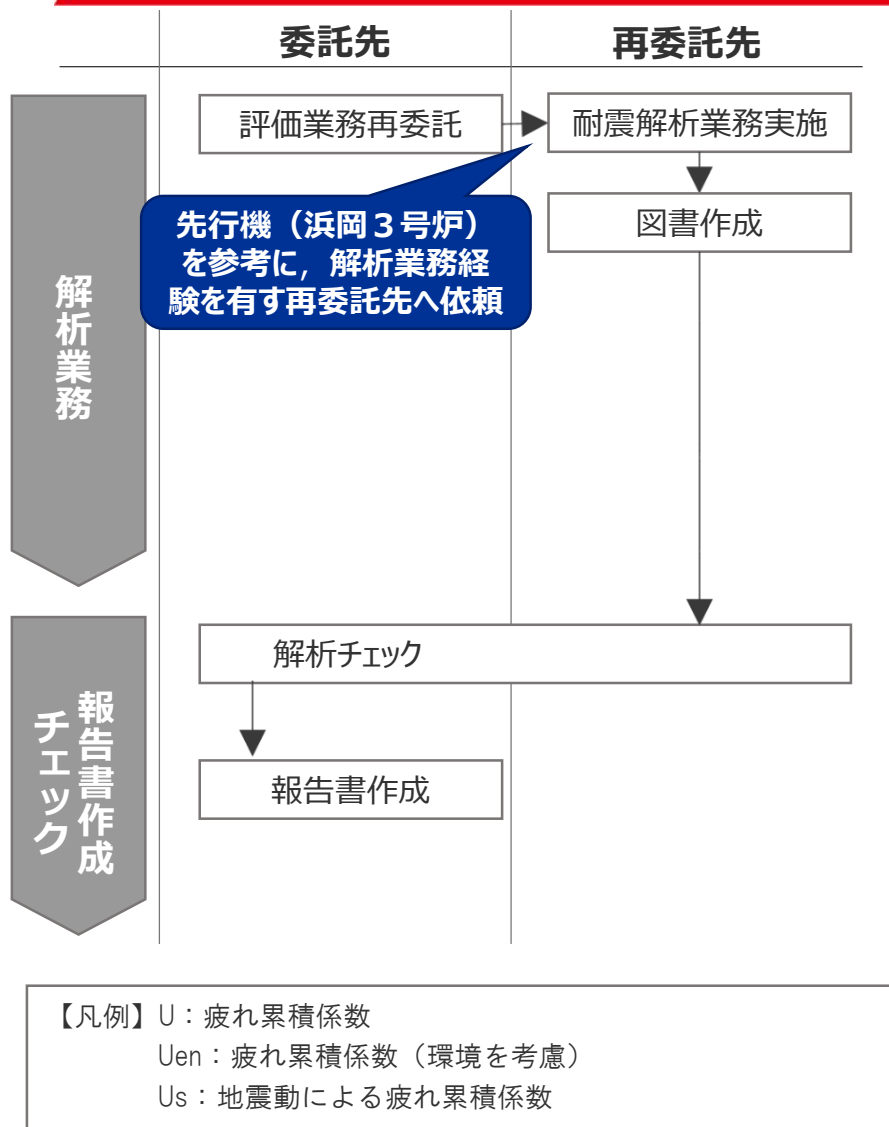 委託先
再委託先
解析業務
評価業務再委託
耐震解析業務実施
先行機（浜岡３号炉）
を参考に，解析業務経
験を有す再委託先へ依頼
図書作成
報告書作成
チェック
解析チェック
報告書作成
【凡例】U：疲れ累積係数
Uen：疲れ累積係数（環境を考慮）
Us：地震動による疲れ累積係数